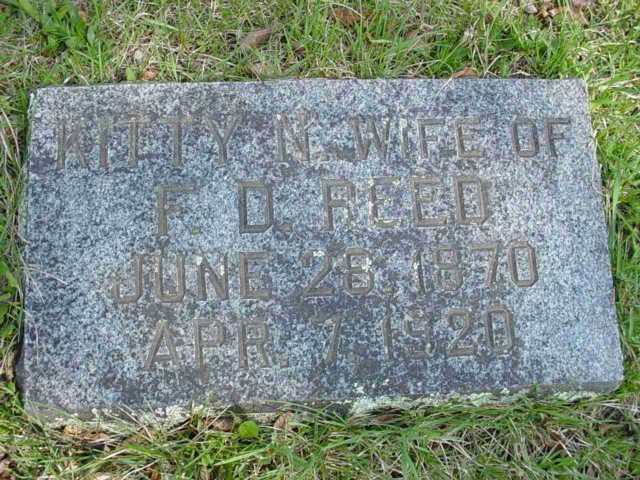 KITTY N. WIFE OF
F. D. REED
JUNE 28, 1870
APR. 7, 1920